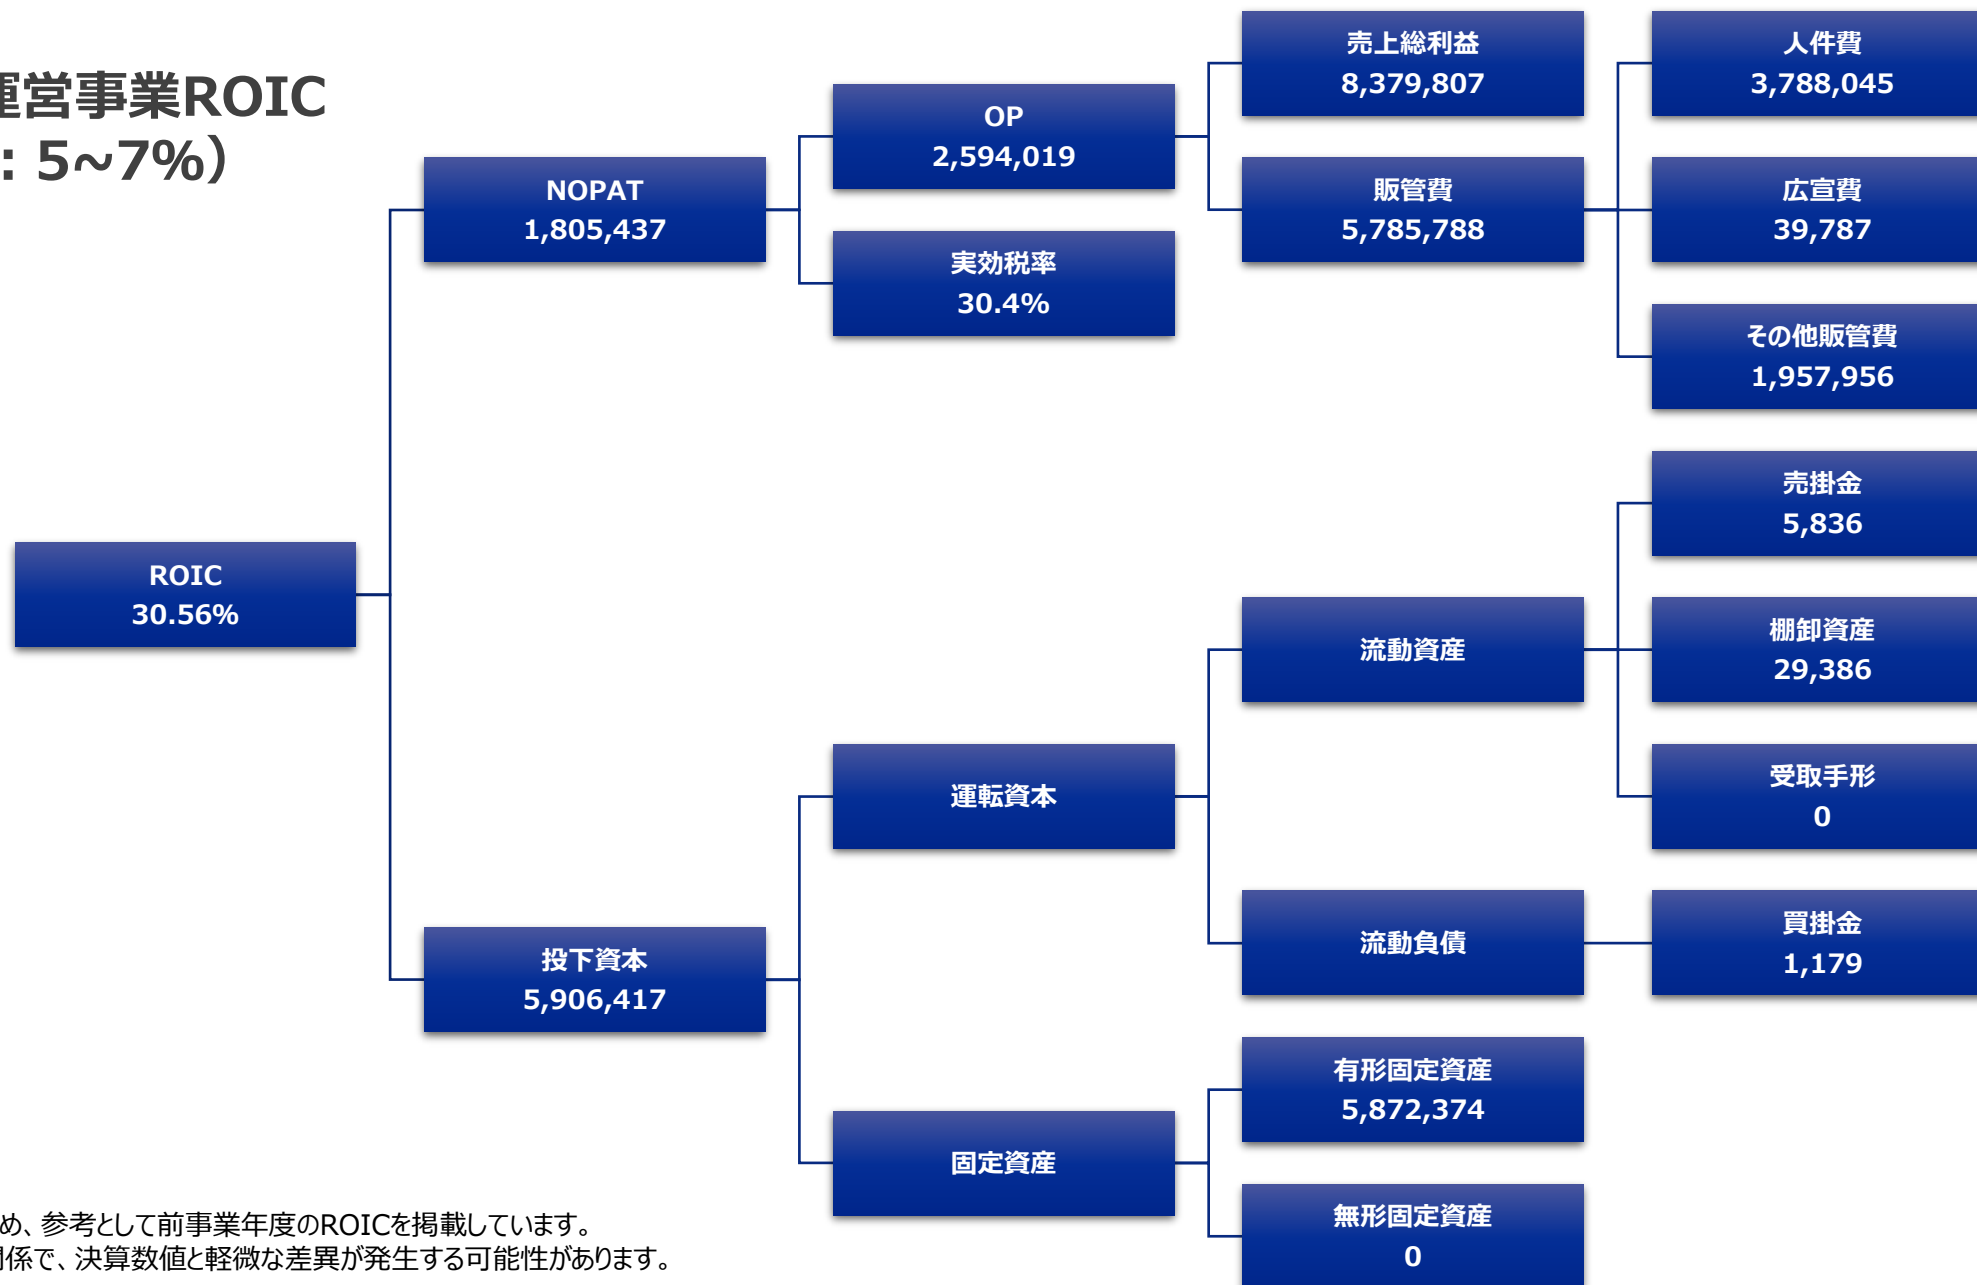 運営事業ROIC
：5~7%）
売上総利益
8,379,807
人件費
3,788,045
OP
2,594,019
NOPAT
1,805,437
販管費
5,785,788
広宣費
39,787
実効税率
30.4%
その他販管費
1,957,956
売掛金
5,836
ROIC
30.56%
流動資産
棚卸資産
29,386
運転資本
受取手形
0
投下資本
5,906,417
流動負債
買掛金
1,179
有形固定資産
5,872,374
固定資産
無形固定資産
0
め、参考として前事業年度のROICを掲載しています。
関係で、決算数値と軽微な差異が発生する可能性があります。